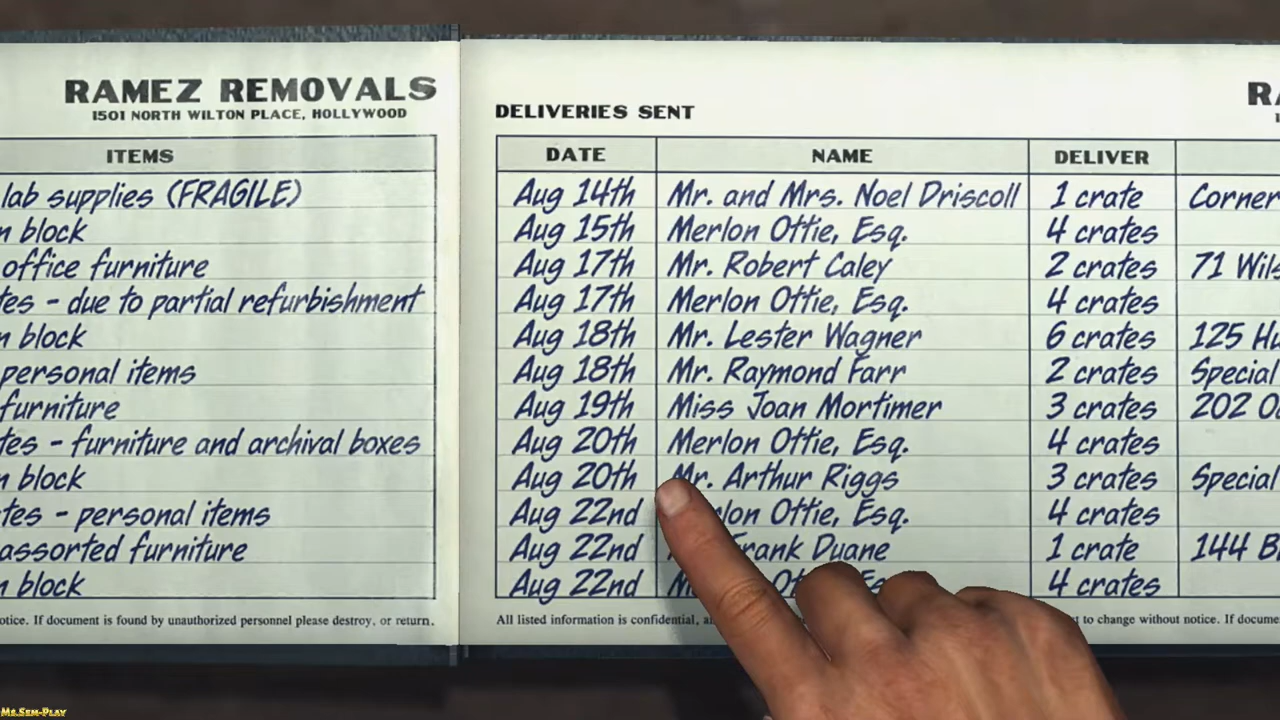 RAMEZ REMOVALS
1501 NORTH WILTON PLACE, HOLLYWOOD
ITEMS
lab supplies (FRAGILE)
block
office furniture
- due to partial refurbishment
block
personal items
furniture
- furniture and archival boxes
block
- personal items
assorted furniture
block
If document is found by unauthorized personnel please destroy, or return.
DELIVERIES SENT
DATE NAME DELIVER
Aug 14th Mr. and Mrs. Noel Driscoll 1 crate Corner
Aug 15th Merlon Ottie, Esq. 4 crates
Aug 17th Mr. Robert Caley 2 crates 71
Aug 17th Merlon Ottie, Esq. 4 crates
Aug 18th Mr. Lester Wagner 6 crates 125
Aug 18th Mr. Raymond Farr 2 crates Special
Aug 19th Miss Joan Mortimer 3 crates 202
Aug 20th Merlon Ottie, Esq. 4 crates
Aug 20th Mr. Arthur Riggs 3 crates Special
Aug 22nd Ottie, Esq. 4 crates
Aug 22nd Frank Duane 1 crate 144
Aug 22nd 4 crates
All listed information is confidential, to change without notice. If
Mr.Sem-Play